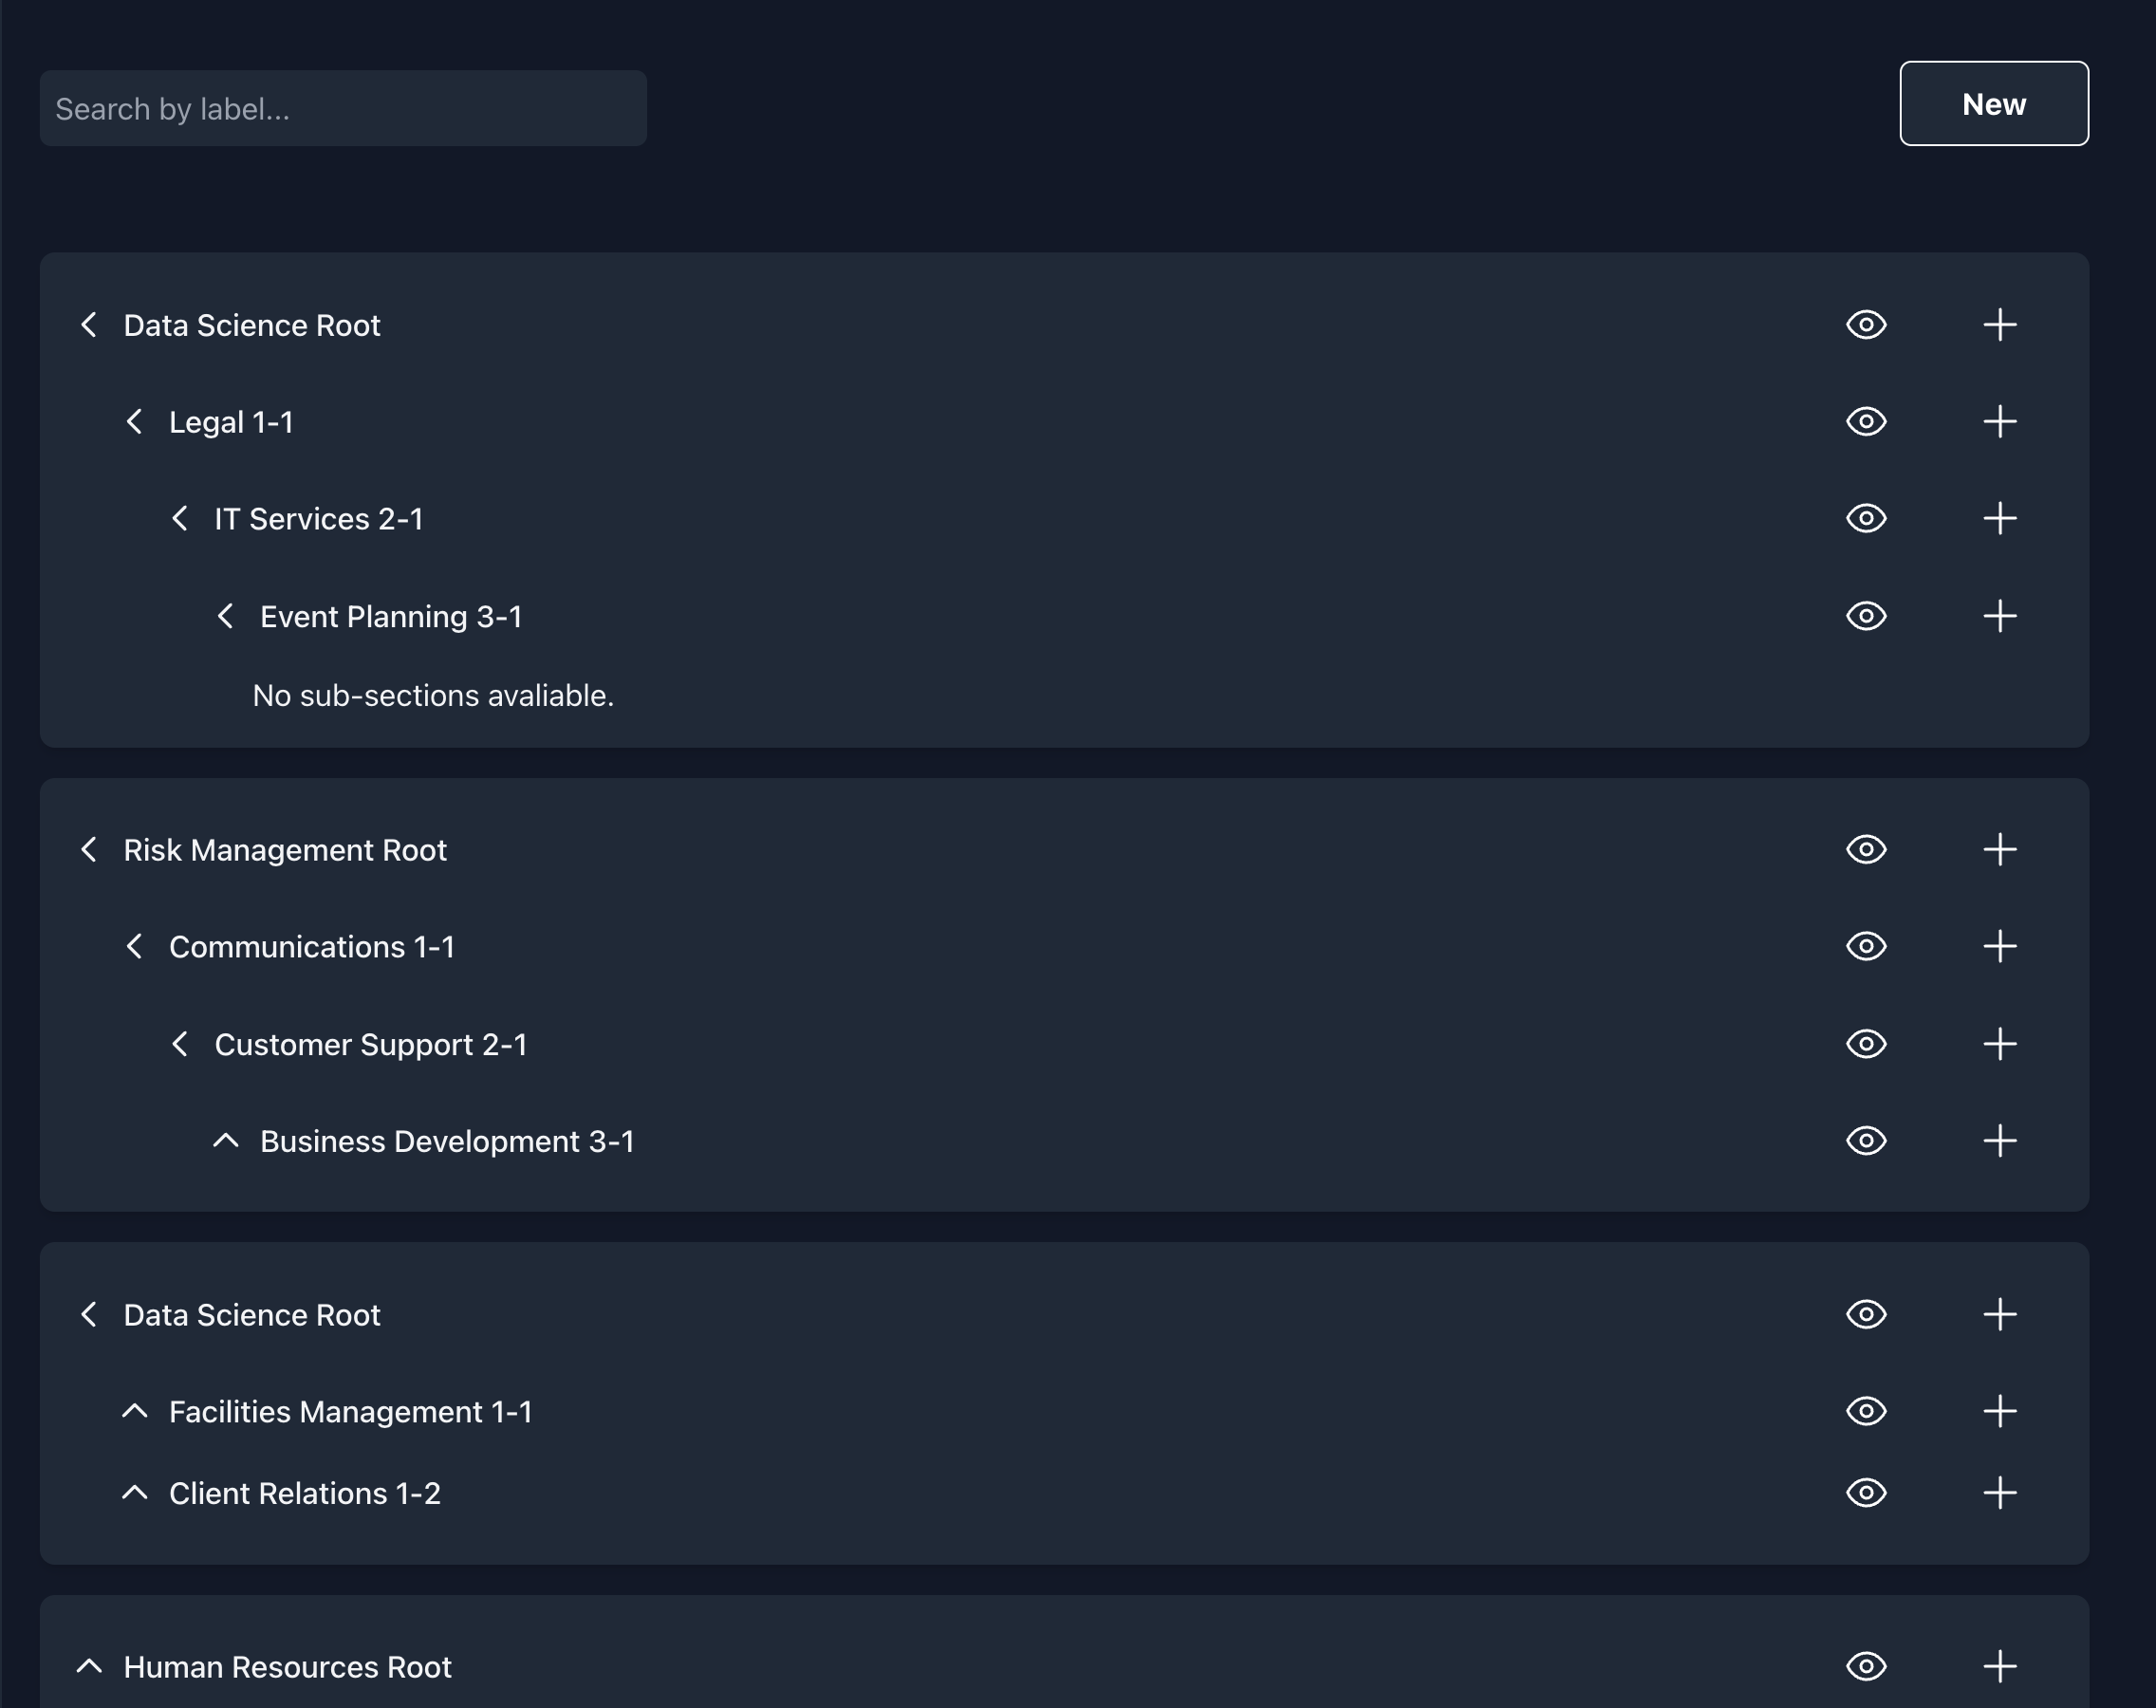 Search by label...
New
Data Science Root
Legal 1-1
IT Services 2-1
Event Planning 3-1
No sub-sections avaliable.
Risk Management Root
Communications 1-1
Customer Support 2-1
Business Development 3-1
Data Science Root
Facilities Management 1-1
Client Relations 1-2
Human Resources Root